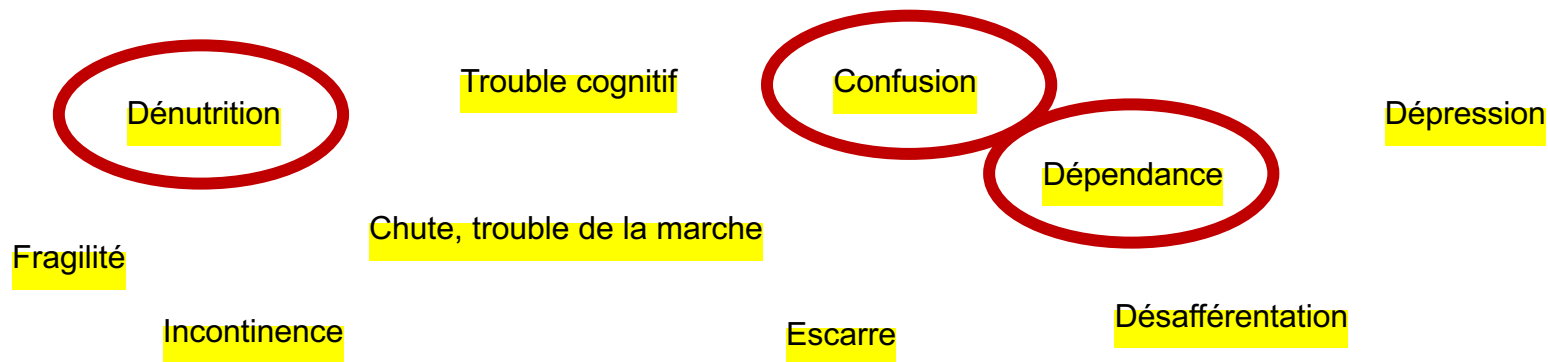 Trouble cognitif
Confusion
Dénutrition
Dépression
Dépendance
Chute, trouble de la marche
Fragilité
Désafférentation
Incontinence
Escarre